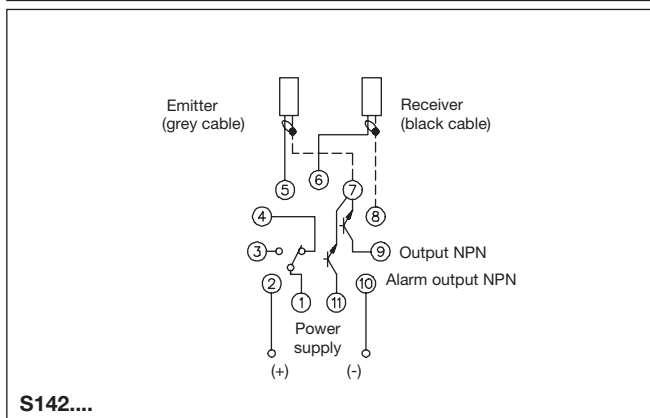 Emitter
(grey cable)
Receiver
(black cable)
5
6
7
8
4
3
9 Output NPN
2
1
11
10 Alarm output NPN
Power
supply
(+)
(-)
S142....